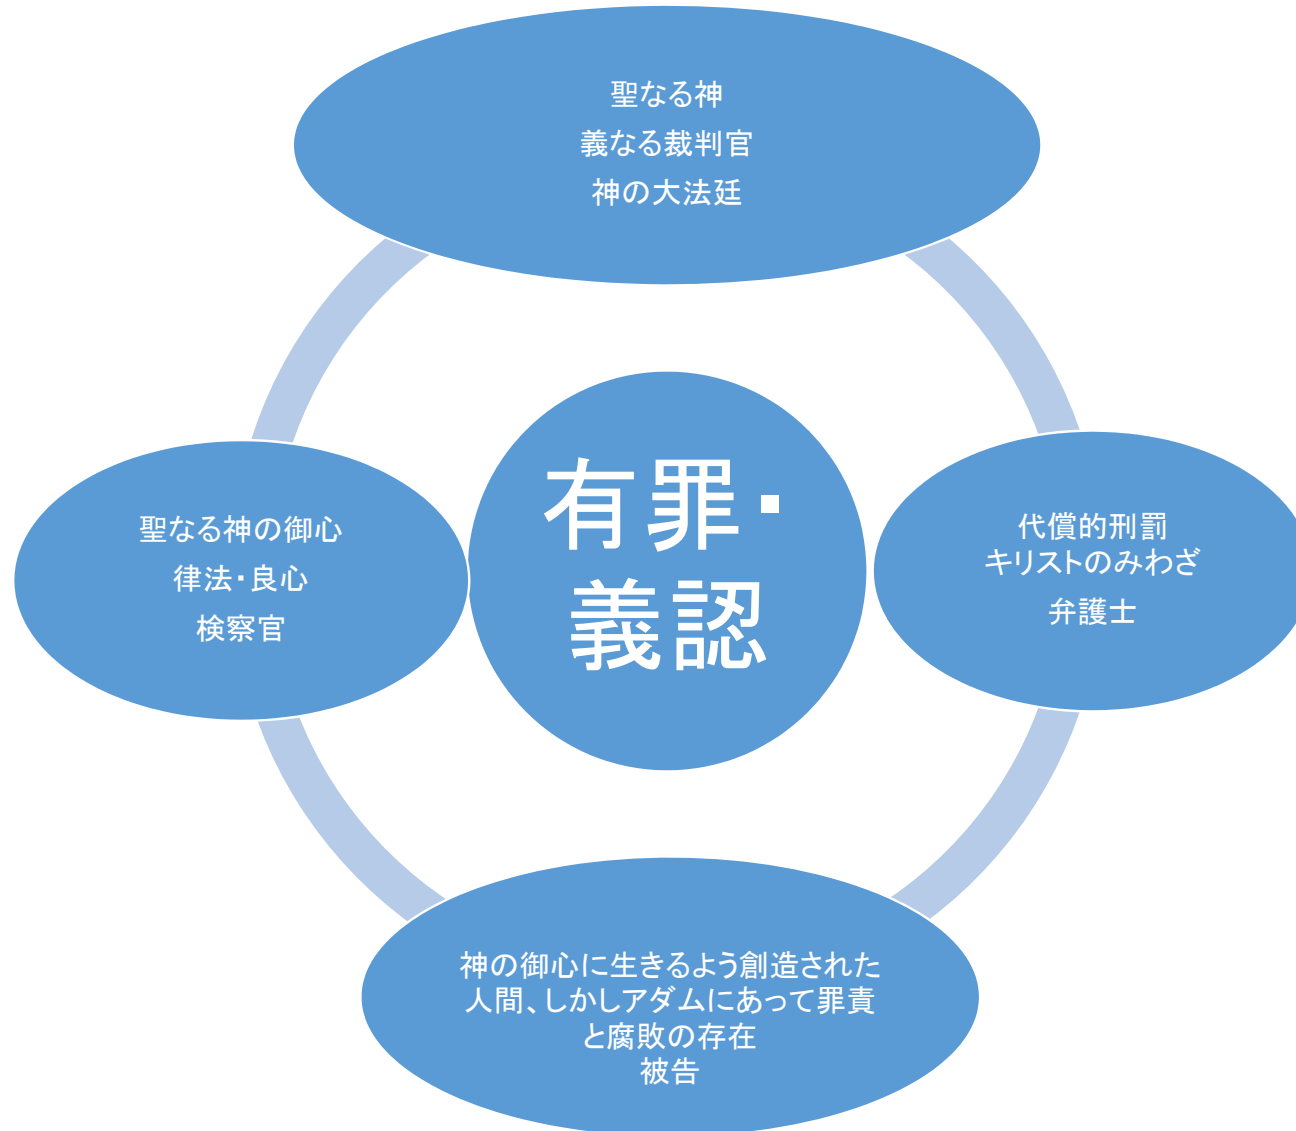 聖なる神
義なる裁判官
神の大法廷
有罪・
義認
聖なる神の御心
律法・良心
検察官
代償的刑罰
キリストのみわざ
弁護士
神の御心に生きるよう創造された
人間、しかしアダムにあって罪責
と腐敗の存在
被告